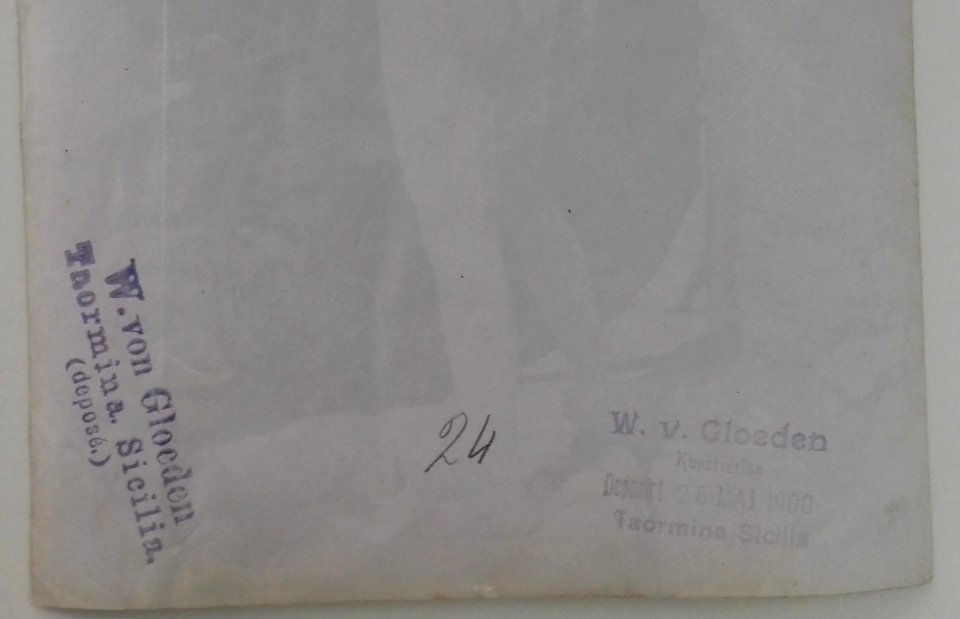 W. von Gloeden
Taormina. Sicilia.
(deposé.)
24
W. v. Gloeden
Kunstverlag
Deponirt 26 MAI 1900
Taormina Sicilia